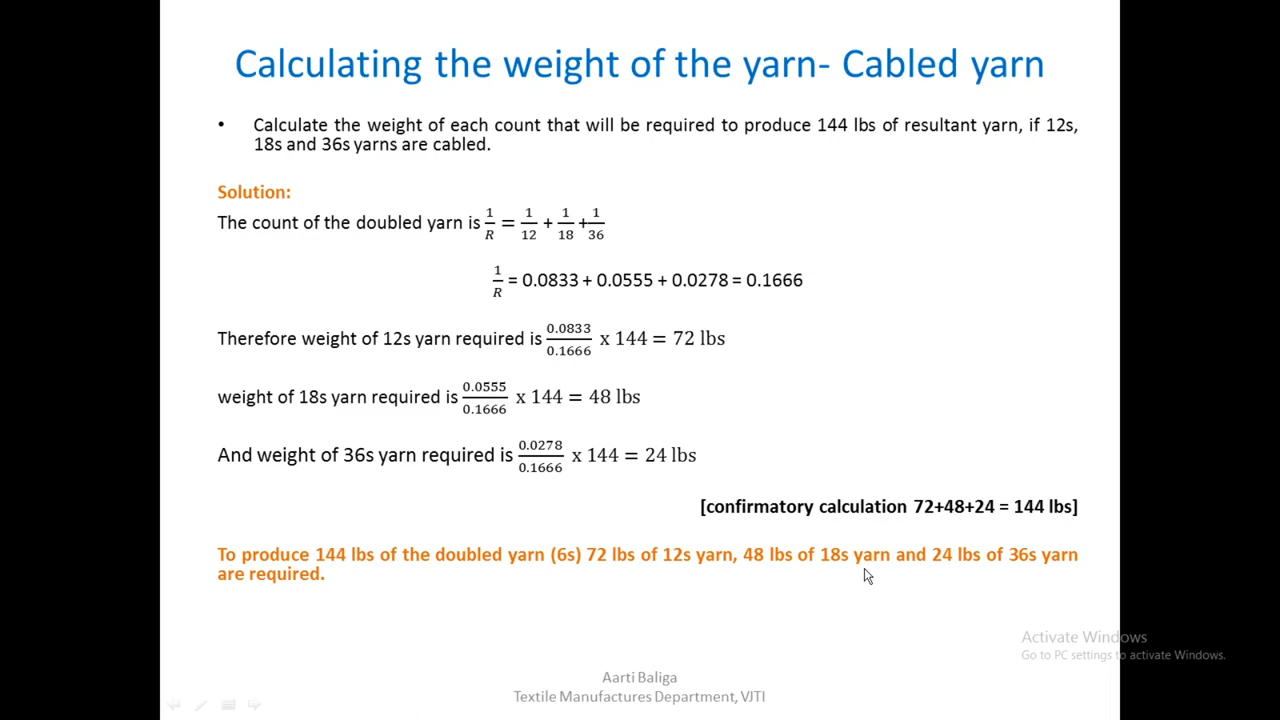 Calculating the weight of the yarn- Cabled yarn
• Calculate the weight of each count that will be required to produce 144 lbs of resultant yarn, if 12s,
18s and 36s yarns are cabled.
Solution:
The count of the doubled yarn is 1/R = 1/12 + 1/18 + 1/36
1/R = 0.0833 + 0.0555 + 0.0278 = 0.1666
Therefore weight of 12s yarn required is 0.0833/0.1666 x 144 = 72 lbs
weight of 18s yarn required is 0.0555/0.1666 x 144 = 48 lbs
And weight of 36s yarn required is 0.0278/0.1666 x 144 = 24 lbs
[confirmatory calculation 72+48+24 = 144 lbs]
To produce 144 lbs of the doubled yarn (6s) 72 lbs of 12s yarn, 48 lbs of 18s yarn and 24 lbs of 36s yarn
are required.
Activate Windows
Go to PC settings to activate Windows.
Aarti Baliga
Textile Manufactures Department, VJTI